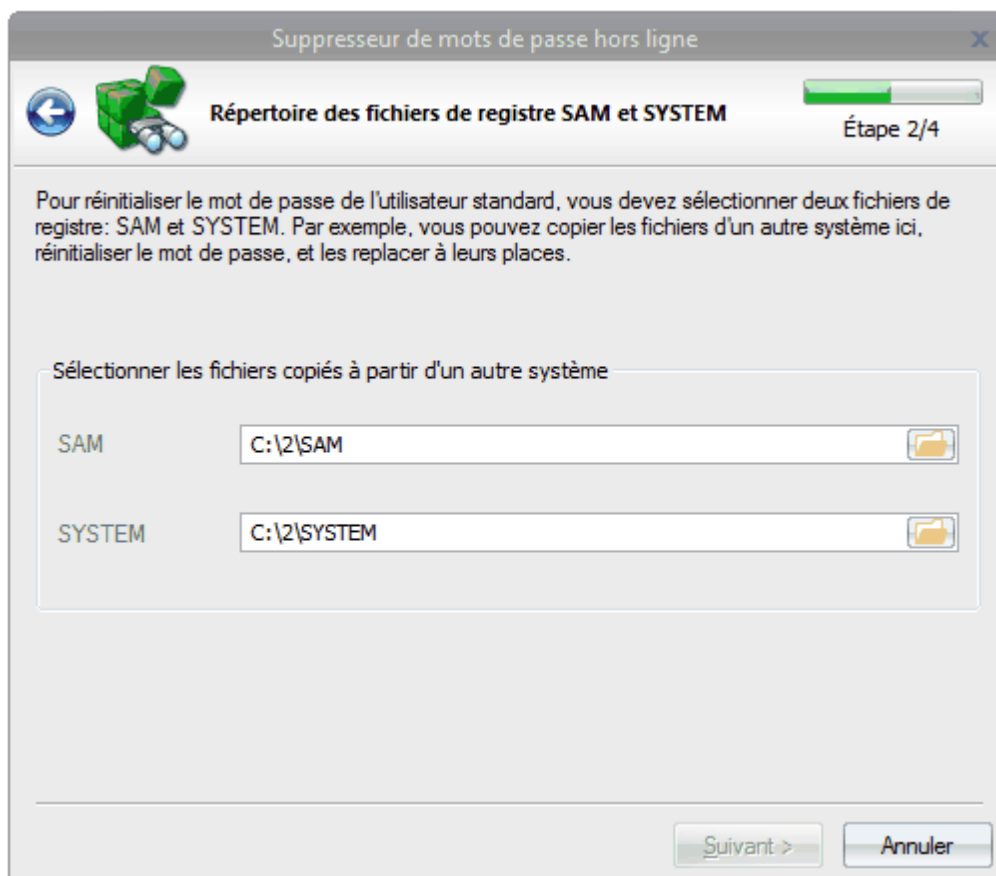 Suppresseur de mots de passe hors ligne
Répertoire des fichiers de registre SAM et SYSTEM
Étape 2/4
Pour réinitialiser le mot de passe de l'utilisateur standard, vous devez sélectionner deux fichiers de
registre: SAM et SYSTEM. Par exemple, vous pouvez copier les fichiers d'un autre système ici,
réinitialiser le mot de passe, et les replacer à leurs places.
Sélectionner les fichiers copiés à partir d'un autre système
SAM
C:\2\SAM
SYSTEM
C:\2\SYSTEM
Suivant >
Annuler